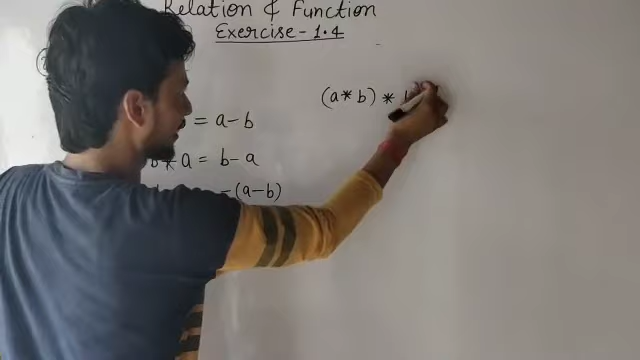 Relation & Function
Exercise - 1.4
(a * b) *
= a - b
* a = b - a
= -(a - b)